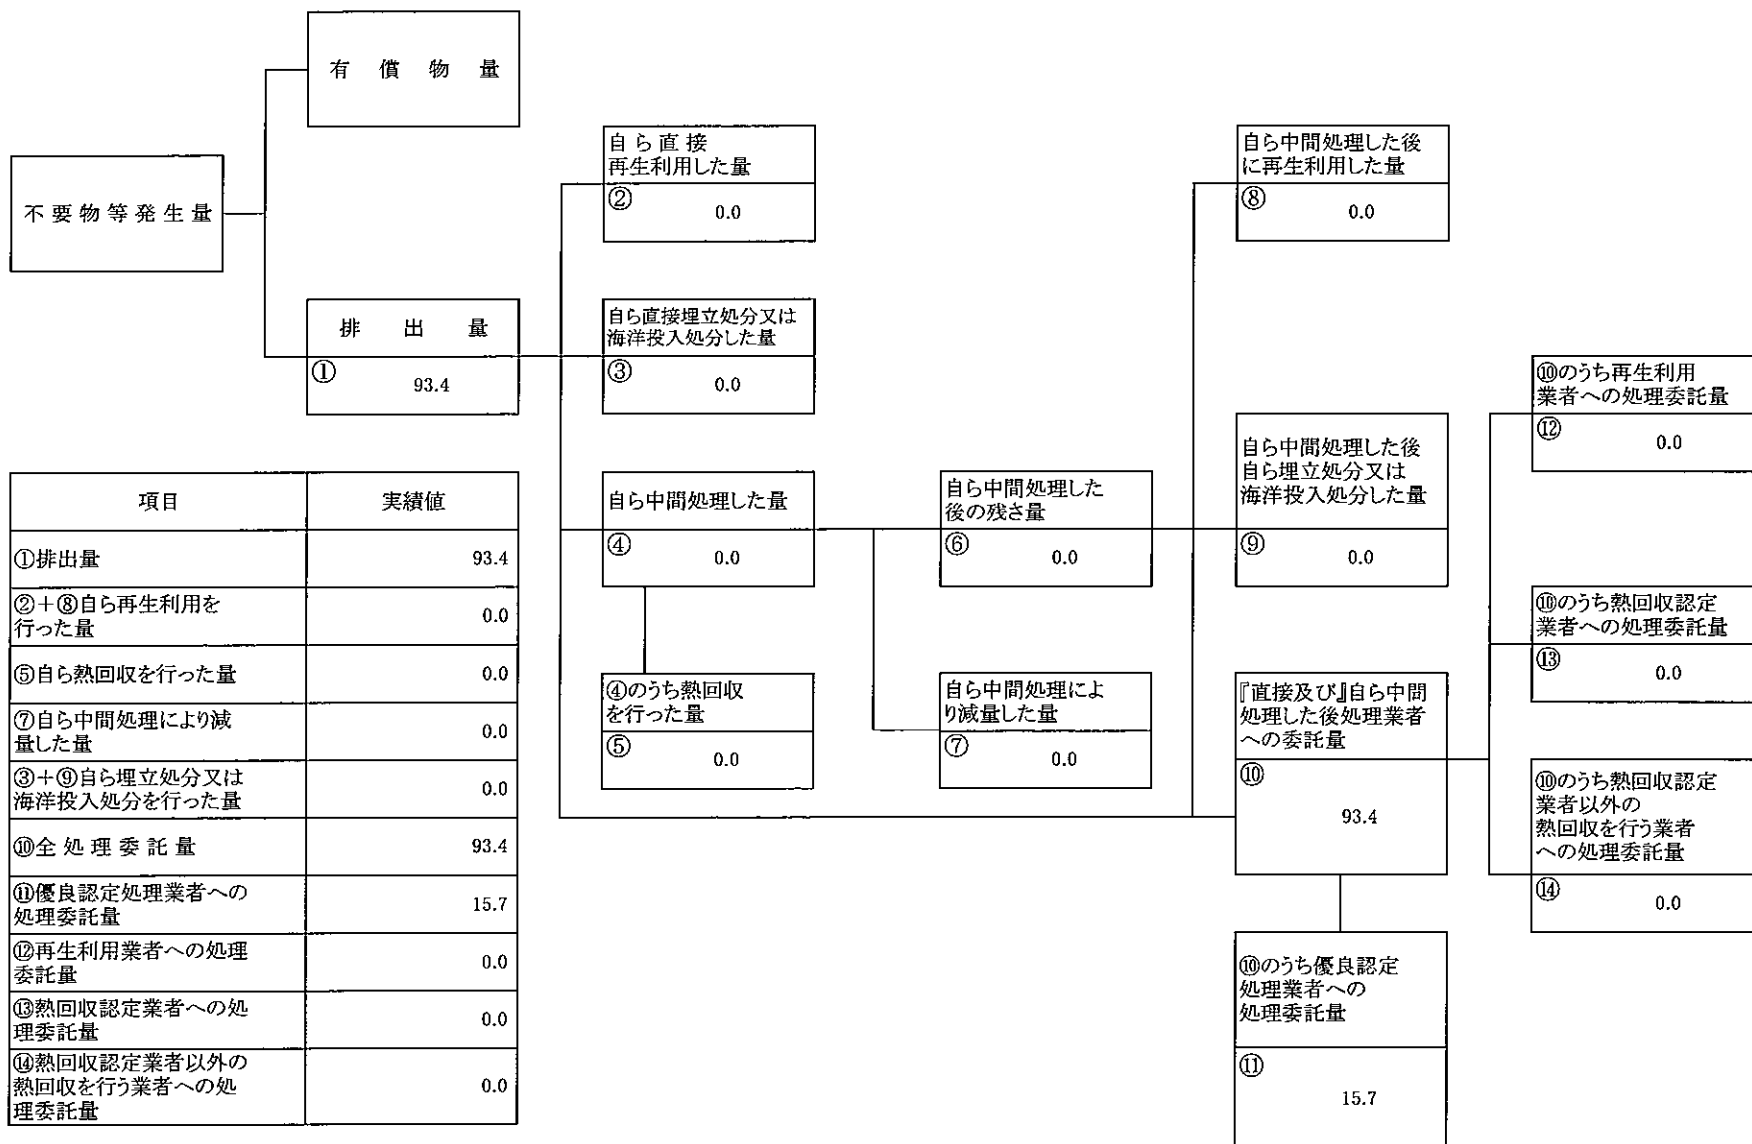 有償物量
不要物等発生量
排出量
①
93.4
自ら直接
再生利用した量
②
0.0
自ら直接埋立処分又は
海洋投入処分した量
③
0.0
自ら中間処理した量
④
0.0
④のうち熱回収
を行った量
⑤
0.0
自ら中間処理した
後の残さ量
⑥
0.0
自ら中間処理によ
り減量した量
⑦
0.0
自ら中間処理した後
に再生利用した量
⑧
0.0
自ら中間処理した後
自ら埋立処分又は
海洋投入処分した量
⑨
0.0
『直接及び』自ら中間
処理した後処理業者
への委託量
⑩
93.4
⑩のうち優良認定
処理業者への
処理委託量
⑪
15.7
⑩のうち再生利用
業者への処理委託量
⑫
0.0
⑩のうち熱回収認定
業者への処理委託量
⑬
0.0
⑩のうち熱回収認定
業者以外の
熱回収を行う業者
への処理委託量
⑭
0.0
項目 実績値
①排出量 93.4
②+⑧自ら再生利用を
行った量 0.0
⑤自ら熱回収を行った量 0.0
⑦自ら中間処理により減
量した量 0.0
③+⑨自ら埋立処分又は
海洋投入処分を行った量 0.0
⑩全処理委託量 93.4
⑪優良認定処理業者への
処理委託量 15.7
⑫再生利用業者への処理
委託量 0.0
⑬熱回収認定業者への処
理委託量 0.0
⑭熱回収認定業者以外の
熱回収を行う業者への処
理委託量 0.0